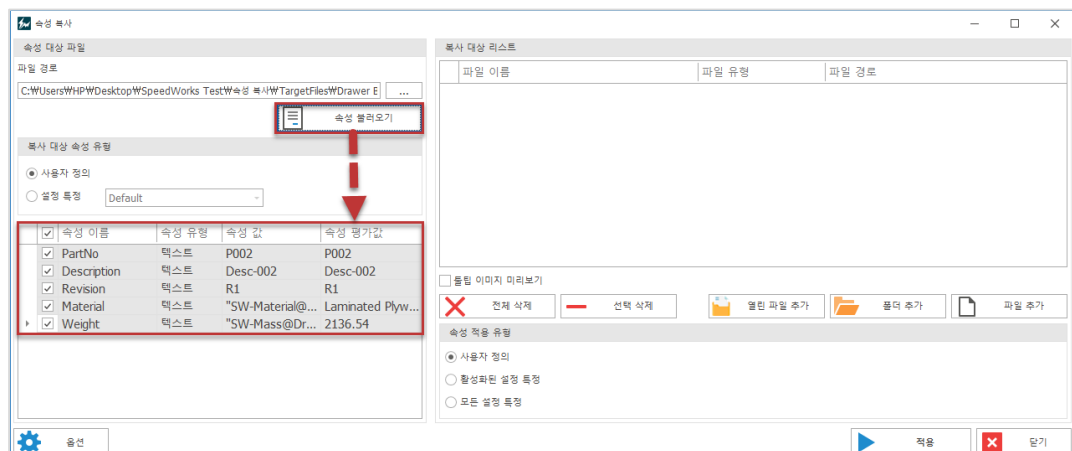 속성 복사
속성 대상 파일
파일 경로
C:₩Users₩HP₩Desktop₩SpeedWorks Test₩속성 복사₩TargetFiles₩Drawer E
...
속성 불러오기
복사 대상 속성 유형
사용자 정의
설정 특정 Default
속성 이름 속성 유형 속성 값 속성 평가값
PartNo 텍스트 P002 P002
Description 텍스트 Desc-002 Desc-002
Revision 텍스트 R1 R1
Material 텍스트 "SW-Material@... Laminated Plyw...
Weight 텍스트 "SW-Mass@Dr... 2136.54
옵션
복사 대상 리스트
파일 이름 파일 유형 파일 경로
툴팁 이미지 미리보기
전체 삭제 선택 삭제 열린 파일 추가 폴더 추가 파일 추가
속성 적용 유형
사용자 정의
활성화된 설정 특정
모든 설정 특정
적용 닫기